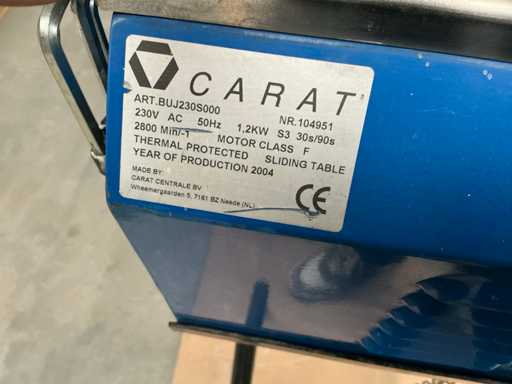 CARAT
ART.BUJ230S000 NR.104951
230V AC 50Hz 1,2KW S3 30s/90s
2800 Min/-1 MOTOR CLASS F
THERMAL PROTECTED SLIDING TABLE
YEAR OF PRODUCTION 2004
MADE BY:
CARAT CENTRALE BV
Wheemergaarden 5, 7161 BZ Neede (NL)
CE